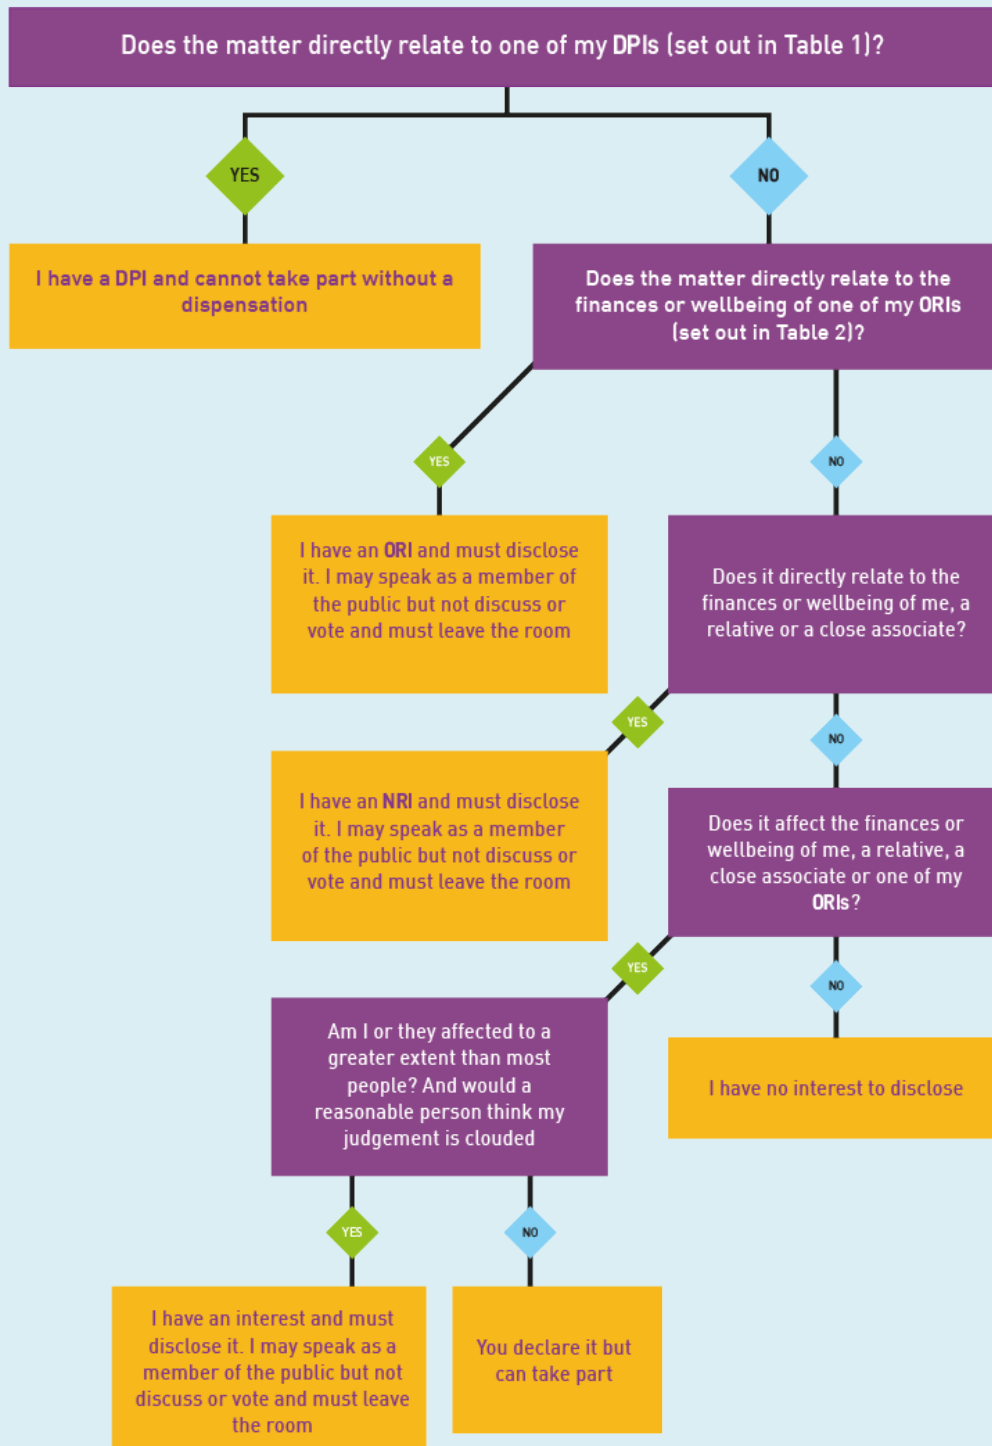 Does the matter directly relate to one of my DPIs (set out in Table 1)?
YES
NO
I have a DPI and cannot take part without a
dispensation
Does the matter directly relate to the
finances or wellbeing of one of my ORIs
(set out in Table 2)?
YES
NO
I have an ORI and must disclose
it. I may speak as a member of
the public but not discuss or
vote and must leave the room
Does it directly relate to the
finances or wellbeing of me, a
relative or a close associate?
YES
NO
I have an NRI and must disclose
it. I may speak as a member
of the public but not discuss or
vote and must leave the room
Does it affect the finances or
wellbeing of me, a relative, a
close associate or one of my
ORIs?
YES
NO
Am I or they affected to a
greater extent than most
people? And would a
reasonable person think my
judgement is clouded
I have no interest to disclose
YES
NO
I have an interest and must
disclose it. I may speak as a
member of the public but not
discuss or vote and must leave
the room
You declare it but
can take part